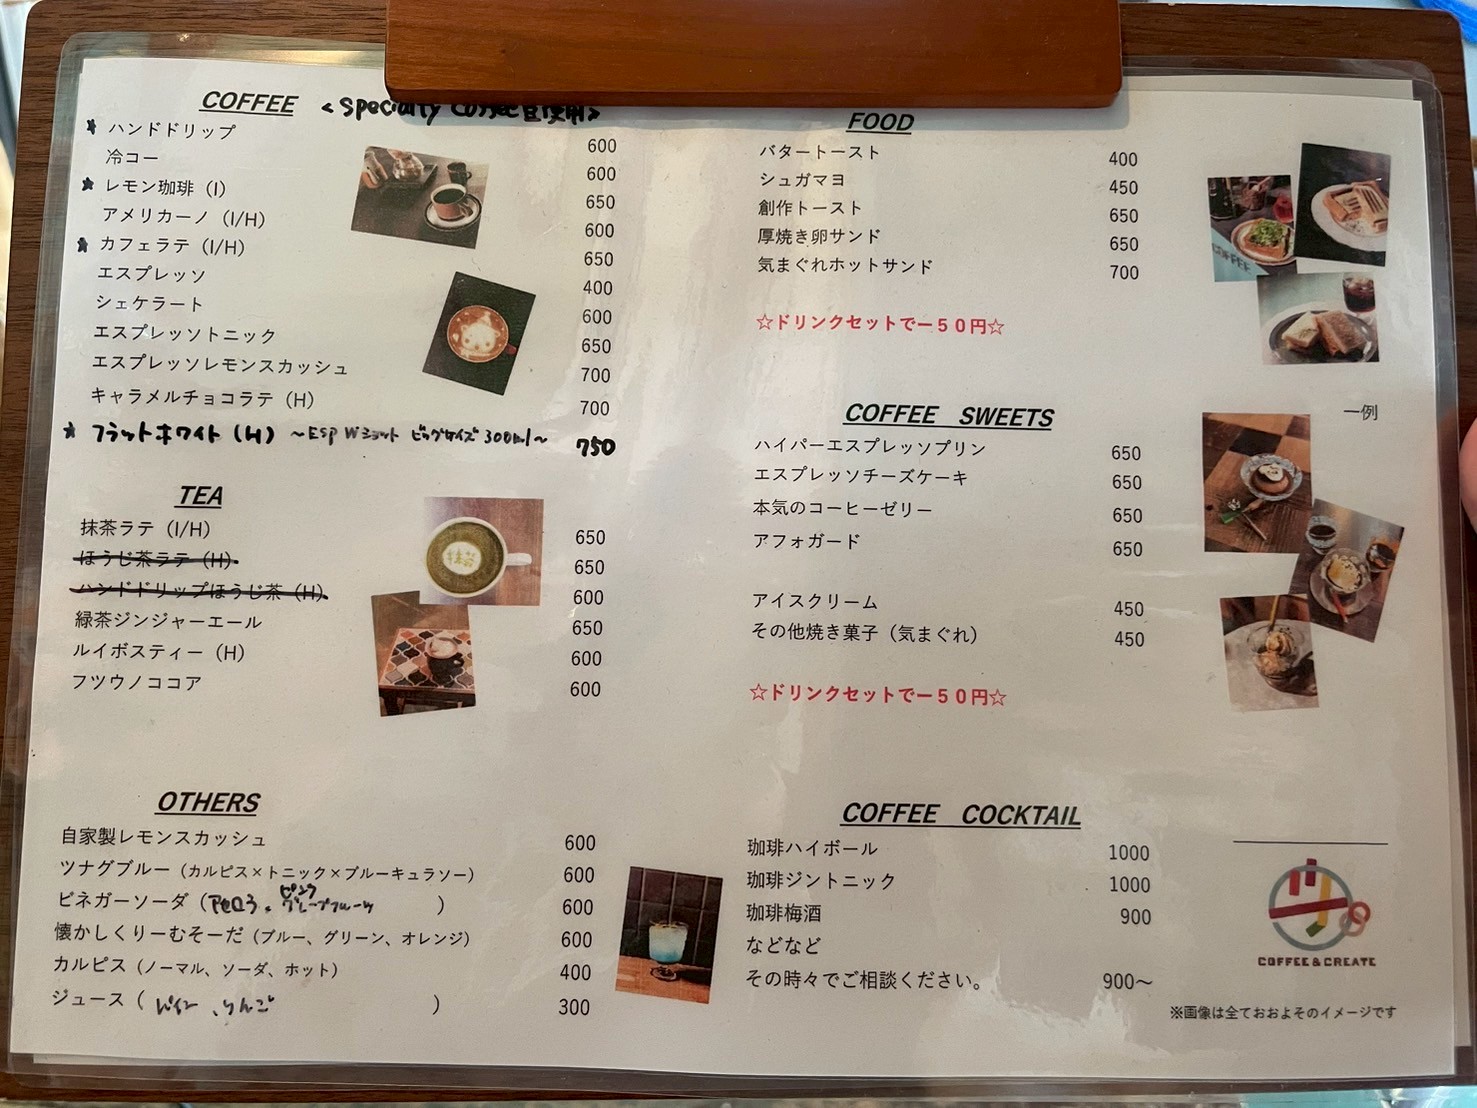 COFFEE <Specialty Coffee豆使用>
★ ハンドドリップ 600
冷コー 600
★ レモン珈琲（I） 650
アメリカーノ（I/H） 600
★ カフェラテ（I/H） 650
エスプレッソ 400
シェケラート 600
エスプレッソトニック 650
エスプレッソレモンスカッシュ 700
キャラメルチョコラテ（H） 700
★ フラットホワイト（H） ～ESP Wショット ビッグサイズ 300ml～ 750
TEA
抹茶ラテ（I/H） 650
ほうじ茶ラテ（H） 650
ハンドドリップほうじ茶（H） 600
緑茶ジンジャーエール 650
ルイボスティー（H） 600
フツウノココア 600
OTHERS
自家製レモンスカッシュ 600
ツナグブルー（カルピス×トニック×ブルーキュラソー） 600
ビネガーソーダ（アセロラ、ピンクグレープフルーツ） 600
懐かしくりーむそーだ（ブルー、グリーン、オレンジ） 600
カルピス（ノーマル、ソーダ、ホット） 400
ジュース（パイン、りんご） 300
FOOD
バタートースト 400
シュガマヨ 450
創作トースト 650
厚焼き卵サンド 650
気まぐれホットサンド 700
☆ドリンクセットでー５０円☆
一例
COFFEE SWEETS
ハイパーエスプレッソプリン 650
エスプレッソチーズケーキ 650
本気のコーヒーゼリー 650
アフォガード 650
アイスクリーム 450
その他焼き菓子（気まぐれ） 450
☆ドリンクセットでー５０円☆
COFFEE COCKTAIL
珈琲ハイボール 1000
珈琲ジントニック 1000
珈琲梅酒 900
などなど
その時々でご相談ください。 900～
COFFEE&CREATE
※画像は全ておおよそのイメージです